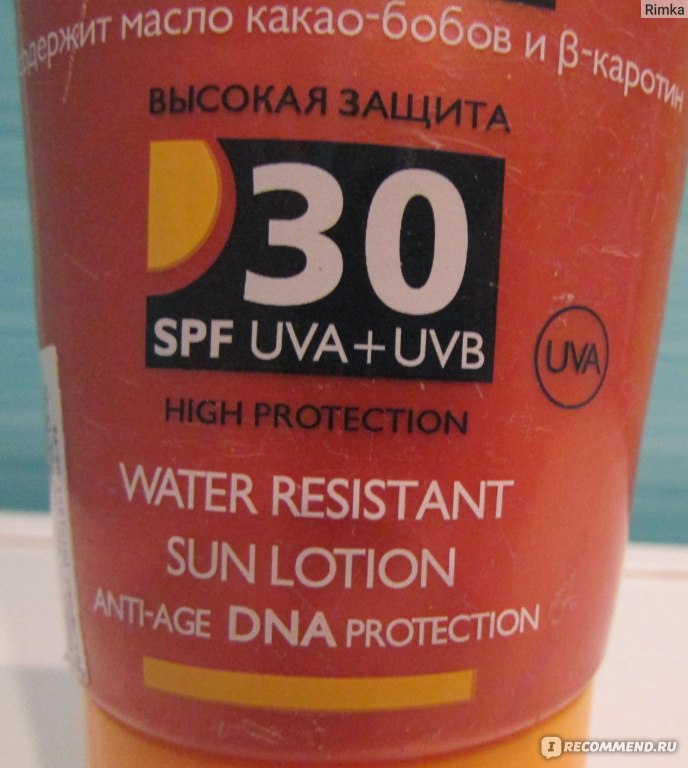 Rimka
содержит масло какао-бобов и β-каротин
ВЫСОКАЯ ЗАЩИТА
30
SPF UVA+UVB
UVA
HIGH PROTECTION
WATER RESISTANT
SUN LOTION
ANTI-AGE DNA PROTECTION
IRECOMMEND.RU